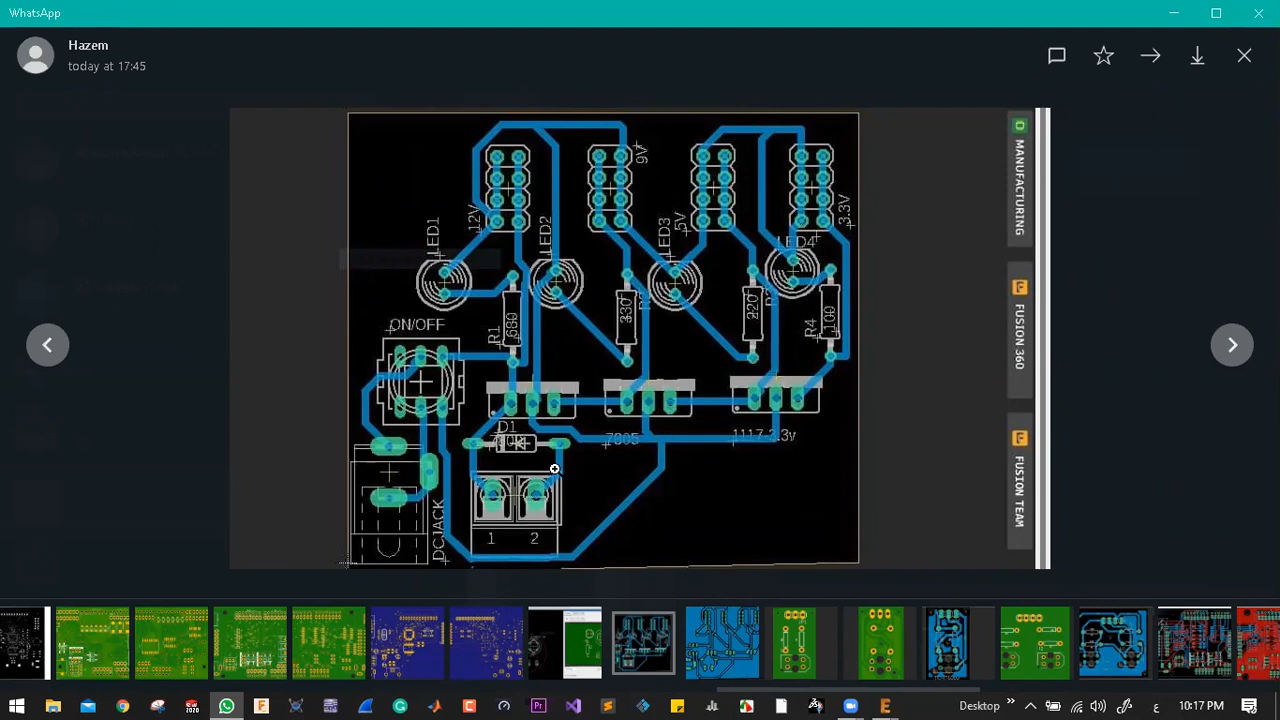 WhatsApp
Hazem
today at 17:45
MANUFACTURING
FUSION 360
FUSION TEAM
9V
12V
5V
3.3V
LED1
LED2
LED3
LED4
R1
680
330
220
R4
100
ON/OFF
D1
7805
1117-3.3v
DCJACK
1 2
Desktop
ع
10:17 PM